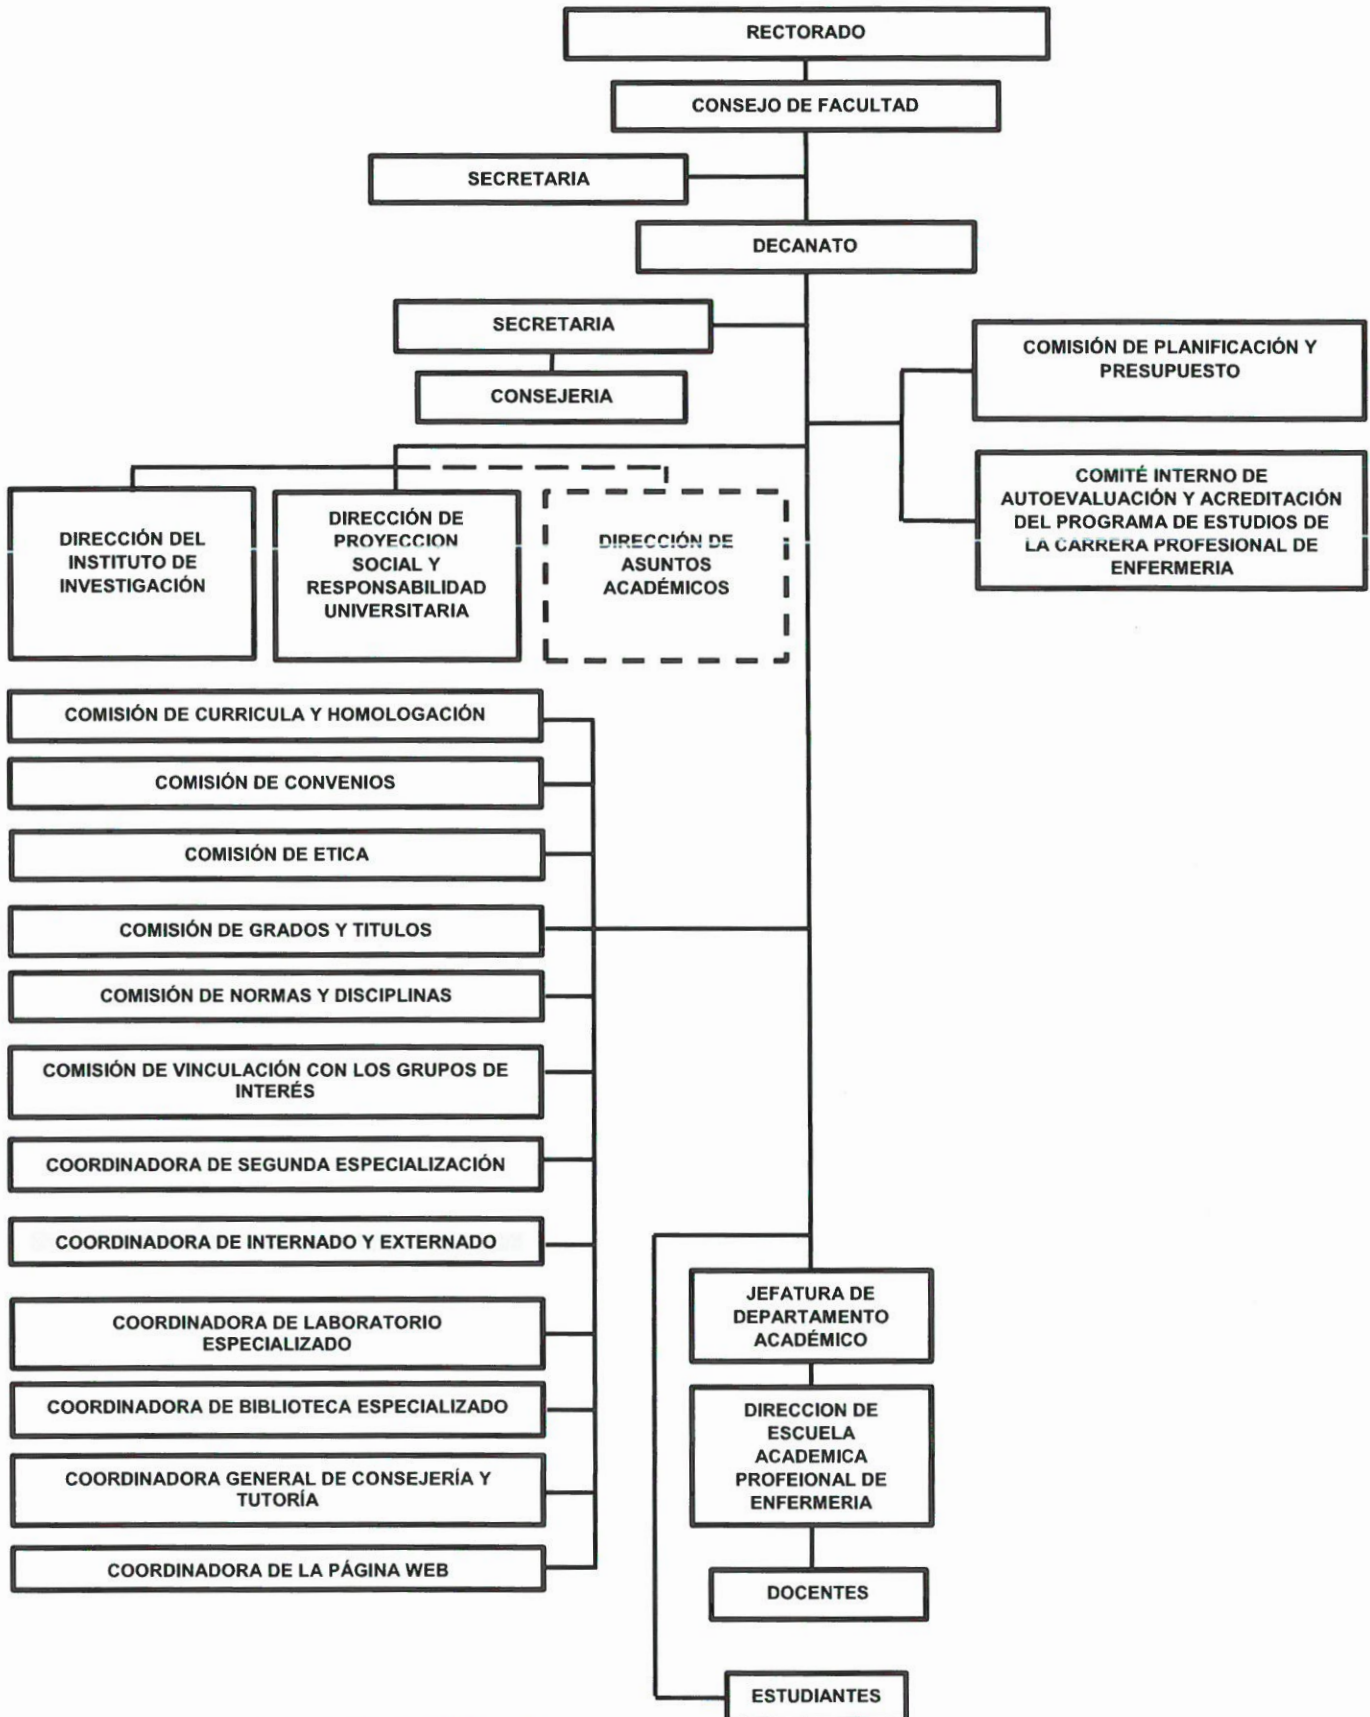 RECTORADO
CONSEJO DE FACULTAD
SECRETARIA
DECANATO
SECRETARIA
CONSEJERIA
COMISIÓN DE PLANIFICACIÓN Y
PRESUPUESTO
COMITÉ INTERNO DE
AUTOEVALUACIÓN Y ACREDITACIÓN
DEL PROGRAMA DE ESTUDIOS DE
LA CARRERA PROFESIONAL DE
ENFERMERIA
DIRECCIÓN DEL
INSTITUTO DE
INVESTIGACIÓN
DIRECCIÓN DE
PROYECCION
SOCIAL Y
RESPONSABILIDAD
UNIVERSITARIA
DIRECCIÓN DE
ASUNTOS
ACADÉMICOS
COMISIÓN DE CURRICULA Y HOMOLOGACIÓN
COMISIÓN DE CONVENIOS
COMISIÓN DE ETICA
COMISIÓN DE GRADOS Y TITULOS
COMISIÓN DE NORMAS Y DISCIPLINAS
COMISIÓN DE VINCULACIÓN CON LOS GRUPOS DE
INTERÉS
COORDINADORA DE SEGUNDA ESPECIALIZACIÓN
COORDINADORA DE INTERNADO Y EXTERNADO
COORDINADORA DE LABORATORIO
ESPECIALIZADO
COORDINADORA DE BIBLIOTECA ESPECIALIZADO
COORDINADORA GENERAL DE CONSEJERÍA Y
TUTORÍA
COORDINADORA DE LA PÁGINA WEB
JEFATURA DE
DEPARTAMENTO
ACADÉMICO
DIRECCION DE
ESCUELA
ACADEMICA
PROFEIONAL DE
ENFERMERIA
DOCENTES
ESTUDIANTES